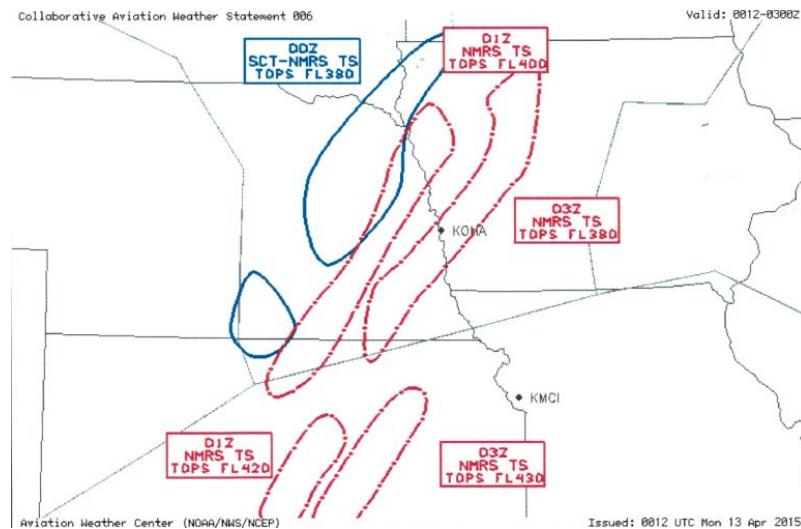 Collaborative Aviation Weather Statement 006
Valid: 0012-0300Z
00Z
SCT-NMRS TS
TOPS FL380
01Z
NMRS TS
TOPS FL400
03Z
NMRS TS
TOPS FL380
KOMA
KMCI
01Z
NMRS TS
TOPS FL420
03Z
NMRS TS
TOPS FL430
Aviation Weather Center (NOAA/NWS/NCEP)
Issued: 0012 UTC Mon 13 Apr 2015